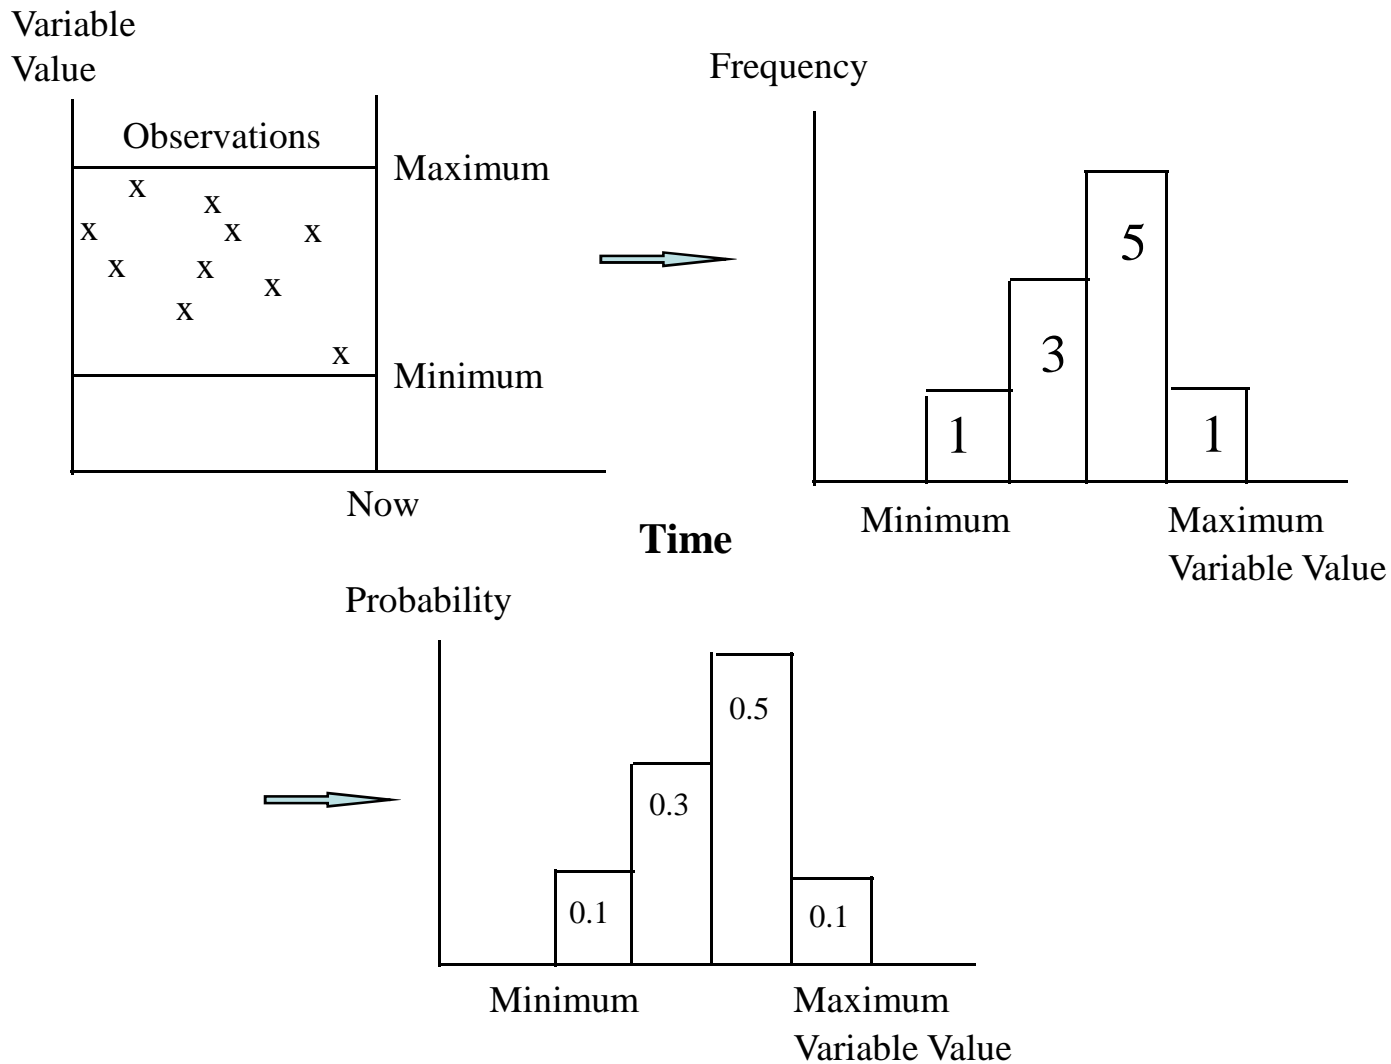 Variable
Value
Observations
Maximum
x
x
x x x
x x
x
x
x
Minimum
Now
Time
Frequency
5
3
1 1
Minimum Maximum
Variable Value
Probability
0.5
0.3
0.1 0.1
Minimum Maximum
Variable Value